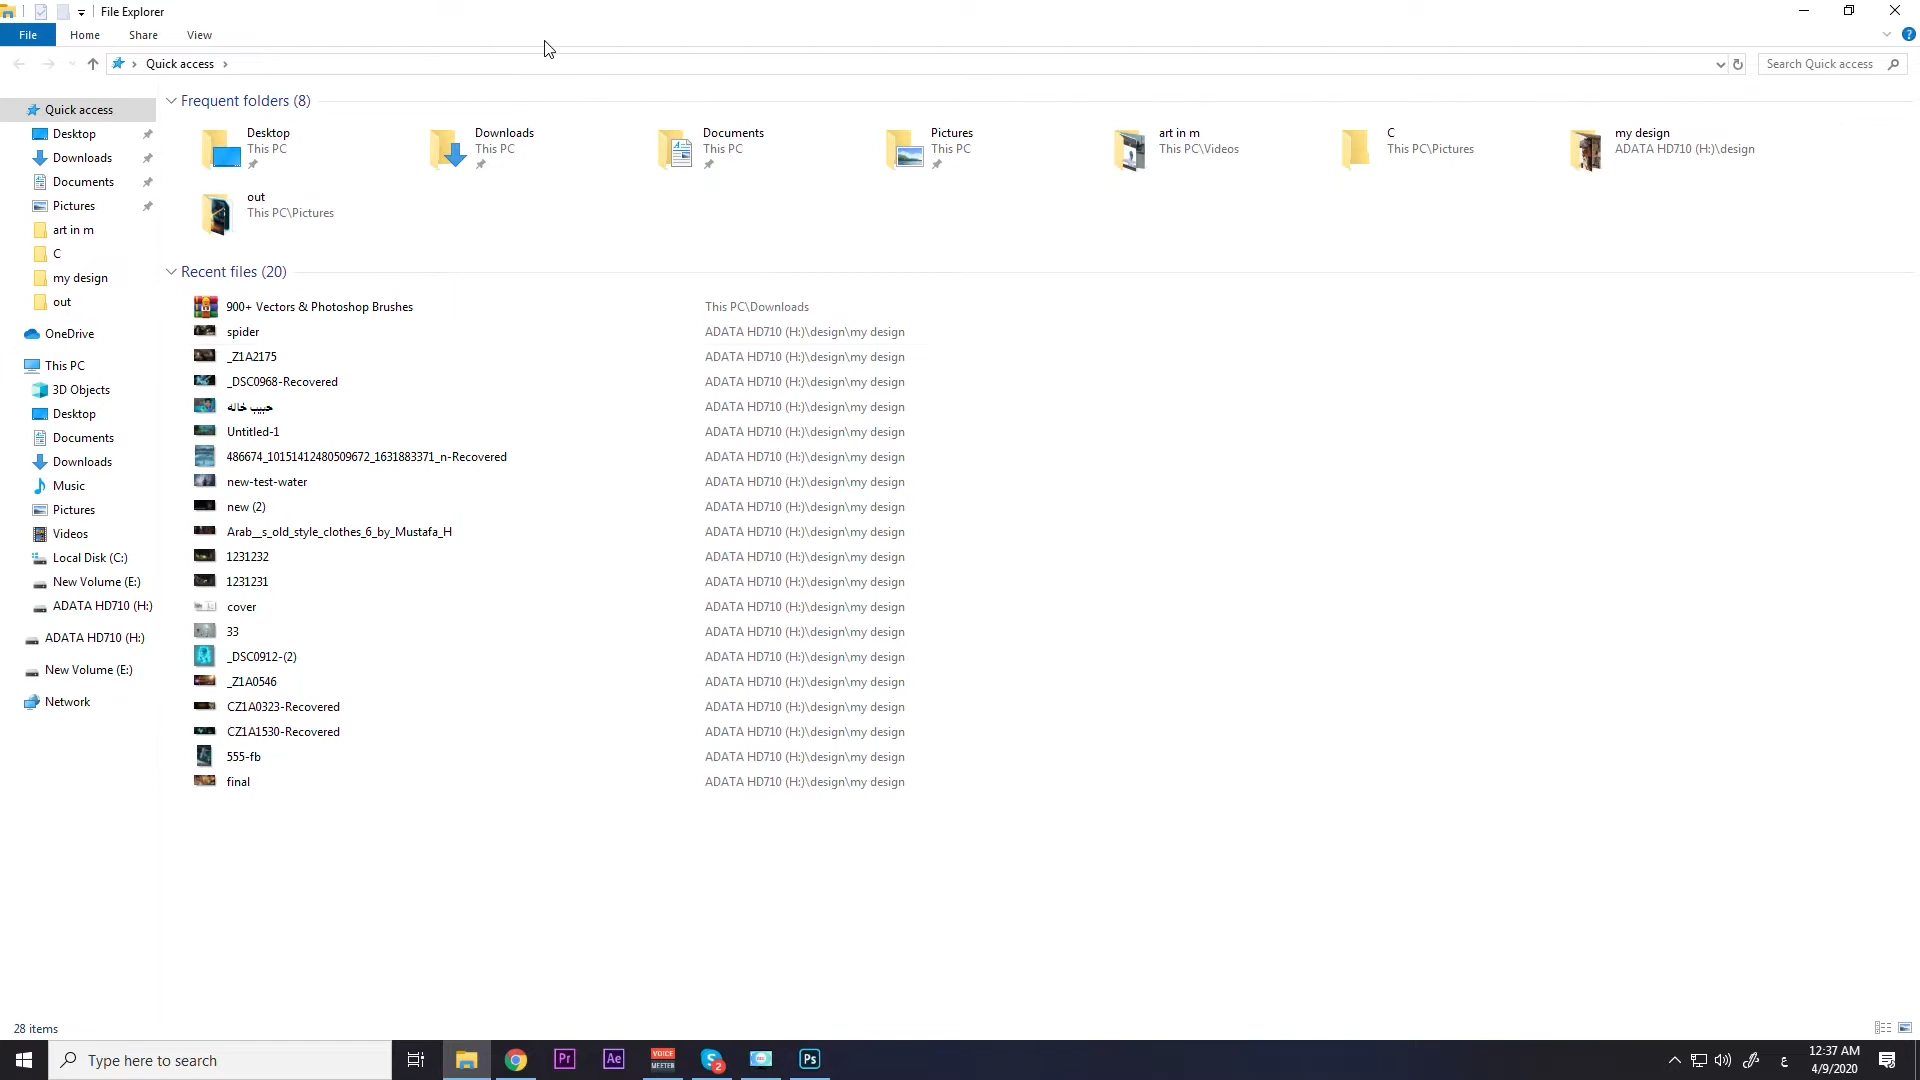 File Explorer
File Home Share View
Quick access
Search Quick access
Quick access
Desktop
Downloads
Documents
Pictures
art in m
C
my design
out
OneDrive
This PC
3D Objects
Desktop
Documents
Downloads
Music
Pictures
Videos
Local Disk (C:)
New Volume (E:)
ADATA HD710 (H:)
ADATA HD710 (H:)
New Volume (E:)
Network
Frequent folders (8)
Desktop
This PC
Downloads
This PC
Documents
This PC
Pictures
This PC
art in m
This PC\Videos
C
This PC\Pictures
my design
ADATA HD710 (H:)\design
out
This PC\Pictures
Recent files (20)
900+ Vectors & Photoshop Brushes This PC\Downloads
spider ADATA HD710 (H:)\design\my design
_Z1A2175 ADATA HD710 (H:)\design\my design
_DSC0968-Recovered ADATA HD710 (H:)\design\my design
حبيب خاله ADATA HD710 (H:)\design\my design
Untitled-1 ADATA HD710 (H:)\design\my design
486674_10151412480509672_1631883371_n-Recovered ADATA HD710 (H:)\design\my design
new-test-water ADATA HD710 (H:)\design\my design
new (2) ADATA HD710 (H:)\design\my design
Arab__s_old_style_clothes_6_by_Mustafa_H ADATA HD710 (H:)\design\my design
1231232 ADATA HD710 (H:)\design\my design
1231231 ADATA HD710 (H:)\design\my design
cover ADATA HD710 (H:)\design\my design
33 ADATA HD710 (H:)\design\my design
_DSC0912-(2) ADATA HD710 (H:)\design\my design
_Z1A0546 ADATA HD710 (H:)\design\my design
CZ1A0323-Recovered ADATA HD710 (H:)\design\my design
CZ1A1530-Recovered ADATA HD710 (H:)\design\my design
555-fb ADATA HD710 (H:)\design\my design
final ADATA HD710 (H:)\design\my design
28 items
Type here to search
Pr
Ae
VOICE
MEETER
2
Ps
ع
12:37 AM
4/9/2020